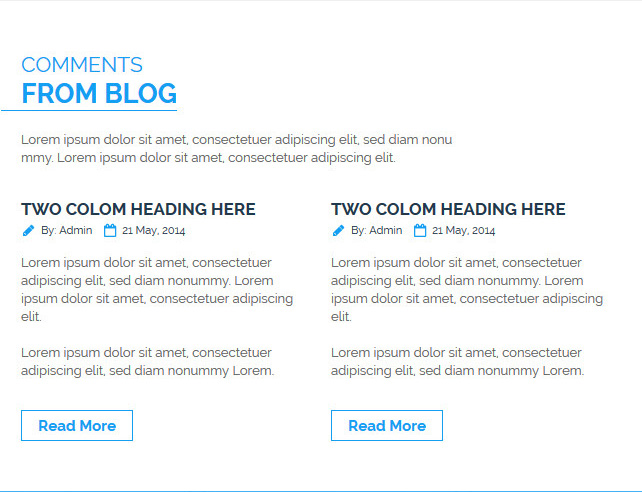 COMMENTS
FROM BLOG
Lorem ipsum dolor sit amet, consectetuer adipiscing elit, sed diam nonu
mmy. Lorem ipsum dolor sit amet, consectetuer adipiscing elit.
TWO COLOM HEADING HERE
By: Admin 21 May, 2014
Lorem ipsum dolor sit amet, consectetuer
adipiscing elit, sed diam nonummy. Lorem
ipsum dolor sit amet, consectetuer adipiscing
elit.
Lorem ipsum dolor sit amet, consectetuer
adipiscing elit, sed diam nonummy Lorem.
Read More
TWO COLOM HEADING HERE
By: Admin 21 May, 2014
Lorem ipsum dolor sit amet, consectetuer
adipiscing elit, sed diam nonummy. Lorem
ipsum dolor sit amet, consectetuer adipiscing
elit.
Lorem ipsum dolor sit amet, consectetuer
adipiscing elit, sed diam nonummy Lorem.
Read More